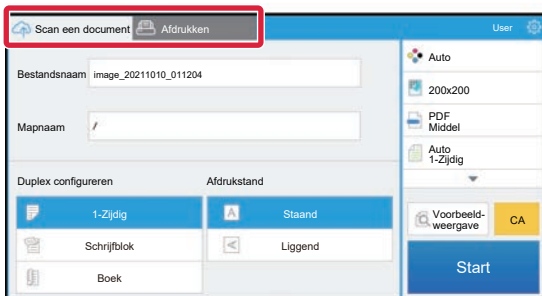 Scan een document
Afdrukken
User
Bestandsnaam
image_20211010_011204
Mapnaam
/
Duplex configureren
Afdrukstand
1-Zijdig
Schrijfblok
Boek
A
Staand
Liggend
Auto
200x200
PDF
Middel
Auto
1-Zijdig
Voorbeeld-
weergave
CA
Start